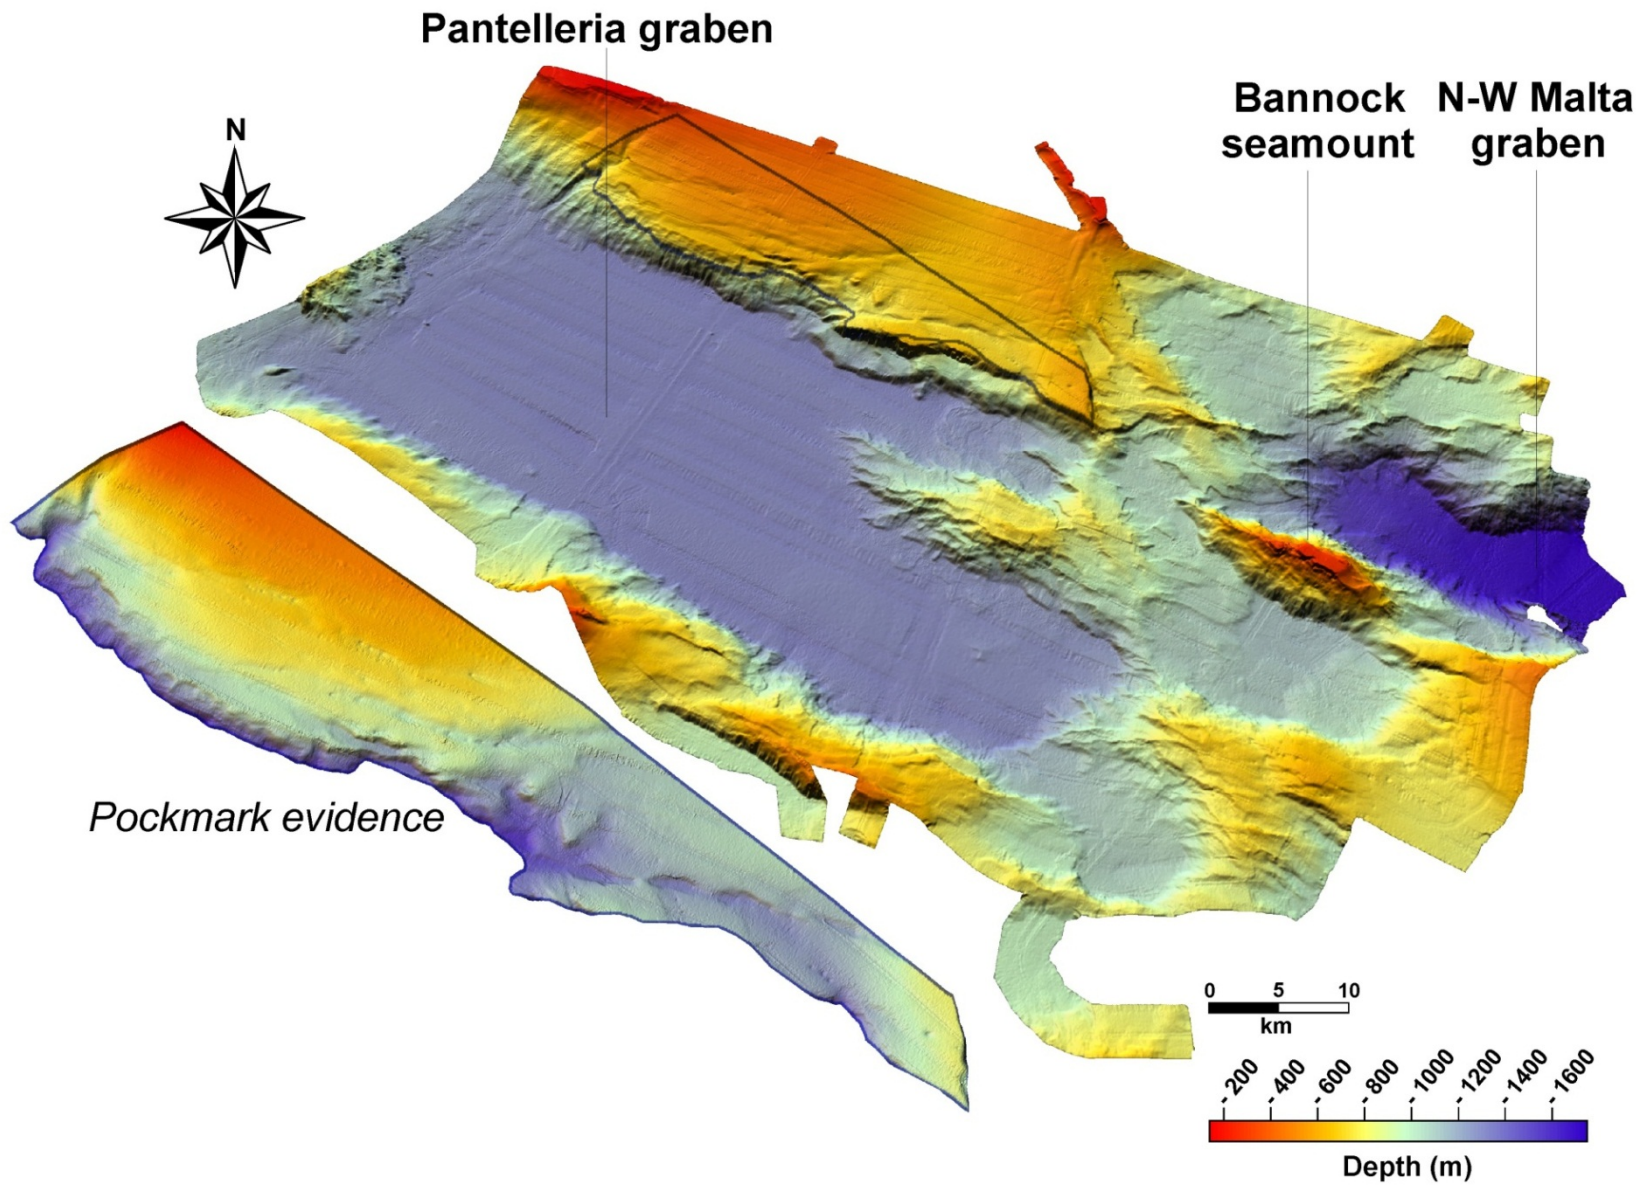 Pantelleria graben
Bannock
seamount
N-W Malta
graben
N
Pockmark evidence
0 5 10
km
- 200 - 400 - 600 - 800 - 1000 - 1200 - 1400 - 1600
Depth (m)